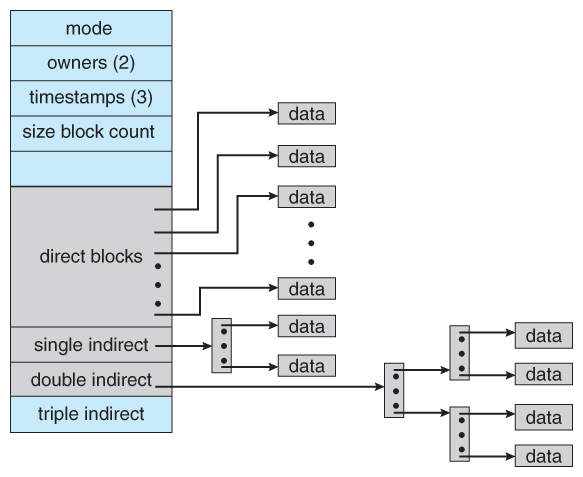 mode
owners (2)
timestamps (3)
size block count
data
data
data
direct blocks
data
single indirect
data
data
double indirect
triple indirect
data
data
data
data